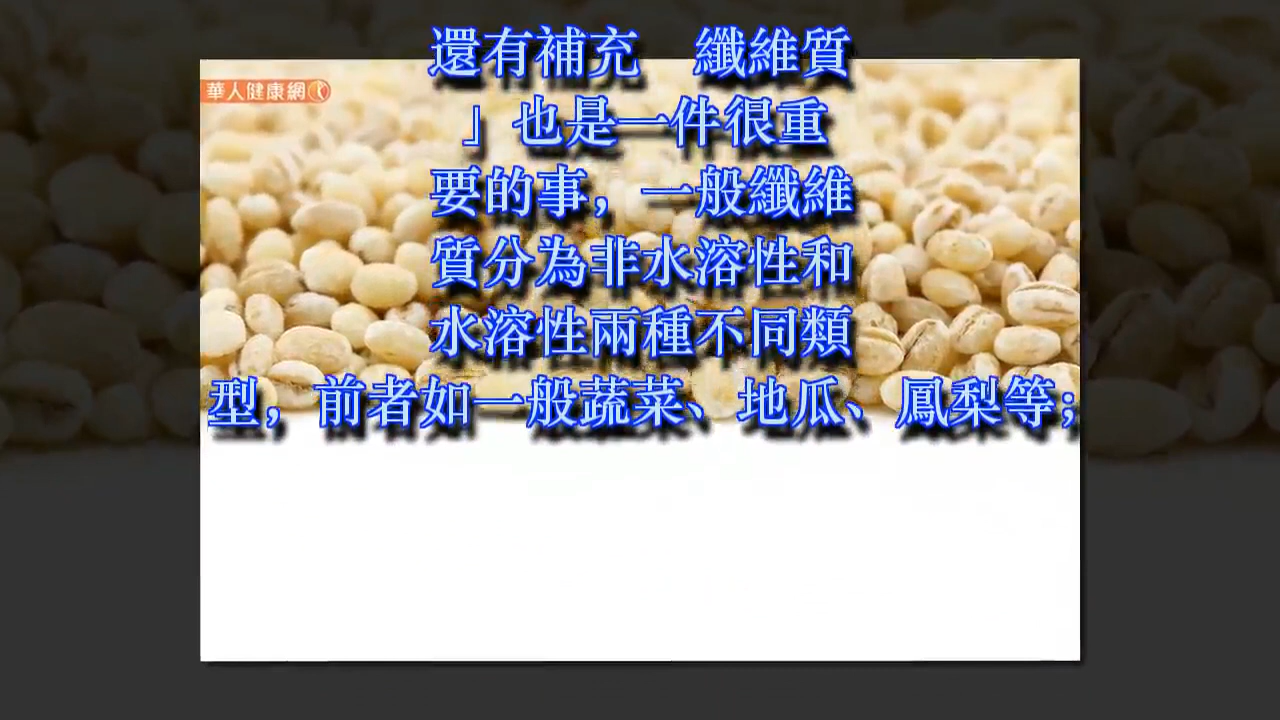 還有補充　纖維質
華人健康網
」也是一件很重
要的事，一般纖維
質分為非水溶性和
水溶性兩種不同類
型，前者如一般蔬菜、地瓜、鳳梨等；